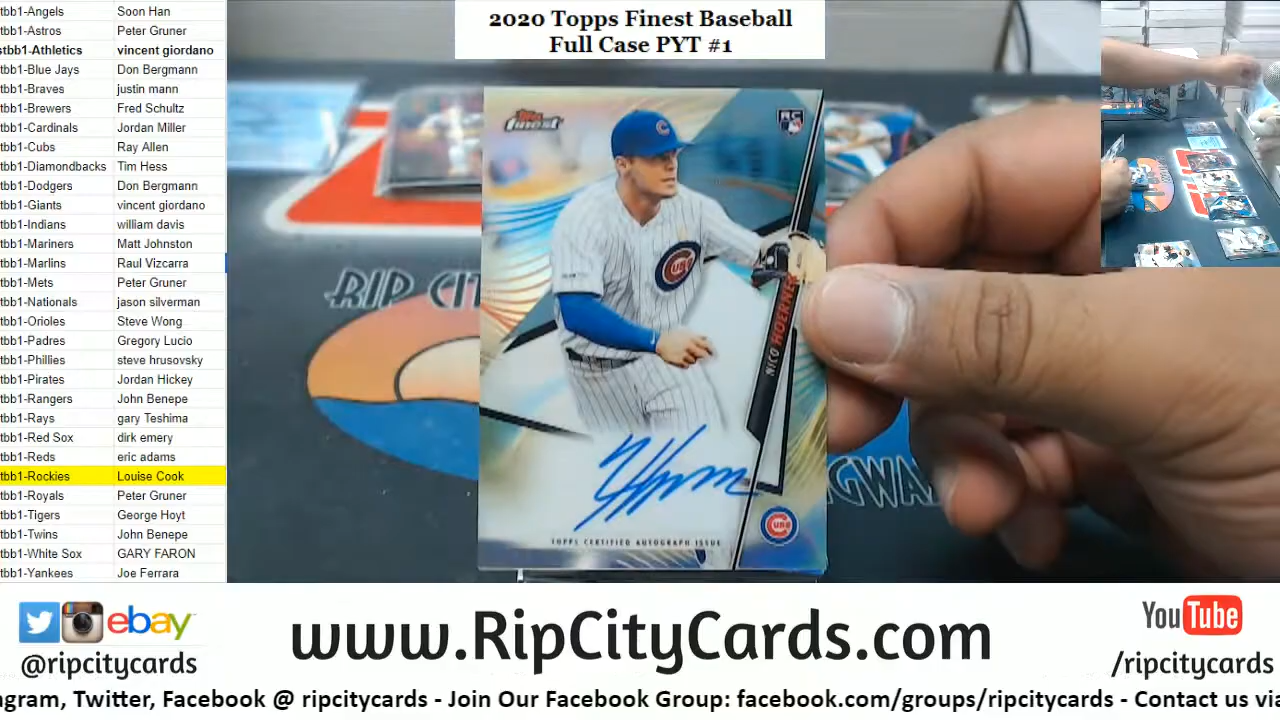 2020 Topps Finest Baseball
Full Case PYT #1
tbb1-Angels Soon Han
tbb1-Astros Peter Gruner
stbb1-Athletics vincent giordano
tbb1-Blue Jays Don Bergmann
tbb1-Braves justin mann
tbb1-Brewers Fred Schultz
tbb1-Cardinals Jordan Miller
tbb1-Cubs Ray Allen
tbb1-Diamondbacks Tim Hess
tbb1-Dodgers Don Bergmann
tbb1-Giants vincent giordano
tbb1-Indians william davis
tbb1-Mariners Matt Johnston
tbb1-Marlins Raul Vizcarra
tbb1-Mets Peter Gruner
tbb1-Nationals jason silverman
tbb1-Orioles Steve Wong
tbb1-Padres Gregory Lucio
tbb1-Phillies steve hrusovsky
tbb1-Pirates Jordan Hickey
tbb1-Rangers John Benepe
tbb1-Rays gary Teshima
tbb1-Red Sox dirk emery
tbb1-Reds eric adams
tbb1-Rockies Louise Cook
tbb1-Royals Peter Gruner
tbb1-Tigers George Hoyt
tbb1-Twins John Benepe
tbb1-White Sox GARY FARON
tbb1-Yankees Joe Ferrara
Topps
finest
RC
CUBS
NICO HOERNER
TOPPS CERTIFIED AUTOGRAPH ISSUE
CUBS
RIP CI
GWA
ebay
@ripcitycards
www.RipCityCards.com
YouTube
/ripcitycards
agram, Twitter, Facebook @ ripcitycards - Join Our Facebook Group: facebook.com/groups/ripcitycards - Contact us via